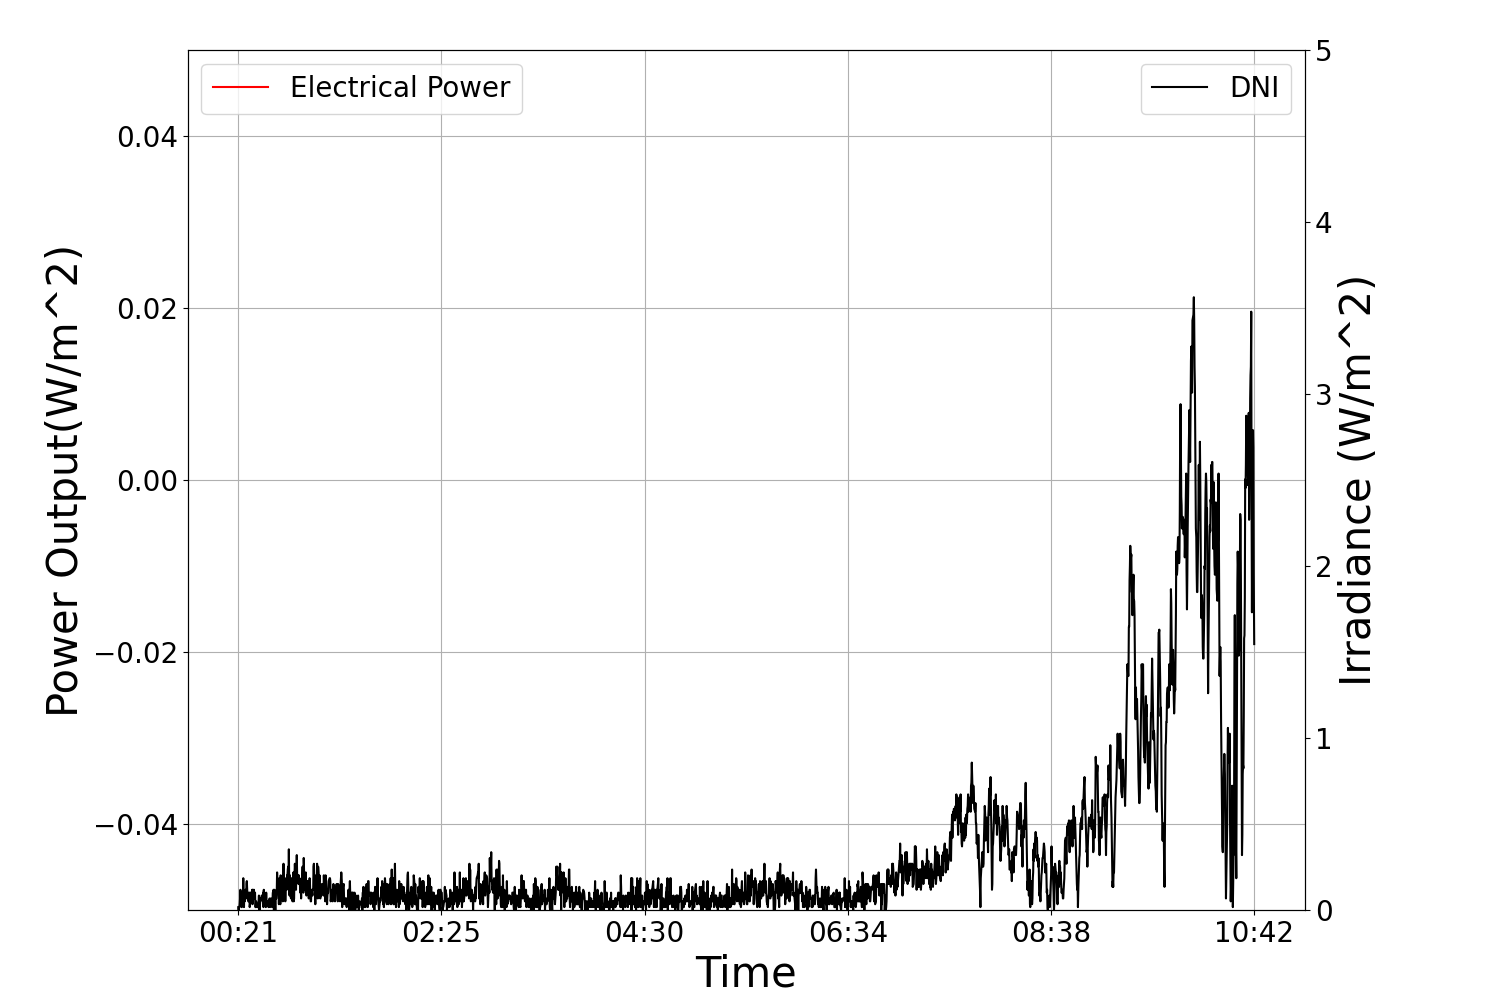 Electrical Power
DNI
Power Output(W/m^2)
0.04
0.02
0.00
−0.02
−0.04
5
4
3
2
1
0
Irradiance (W/m^2)
00:21 02:25 04:30 06:34 08:38 10:42
Time